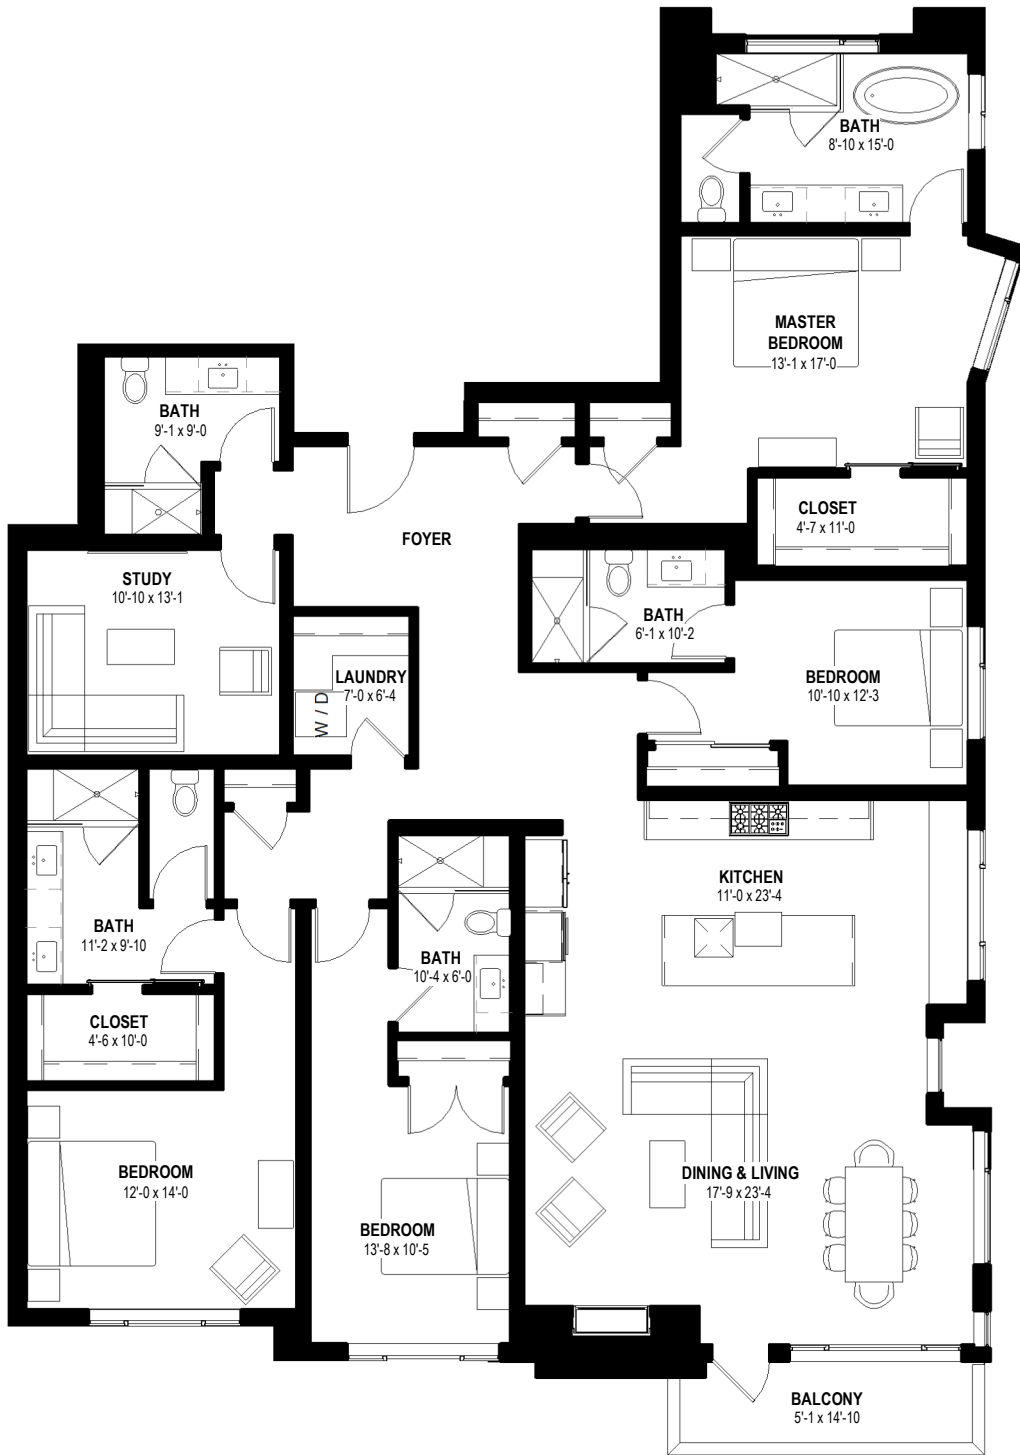 BATH
8'-10 x 15'-0
MASTER
BEDROOM
13'-1 x 17'-0
BATH
9'-1 x 9'-0
CLOSET
4'-7 x 11'-0
FOYER
STUDY
10'-10 x 13'-1
BATH
6'-1 x 10'-2
LAUNDRY
7'-0 x 6'-4
W / D
BEDROOM
10'-10 x 12'-3
KITCHEN
11'-0 x 23'-4
BATH
11'-2 x 9'-10
BATH
10'-4 x 6'-0
CLOSET
4'-6 x 10'-0
BEDROOM
12'-0 x 14'-0
DINING & LIVING
17'-9 x 23'-4
BEDROOM
13'-8 x 10'-5
BALCONY
5'-1 x 14'-10